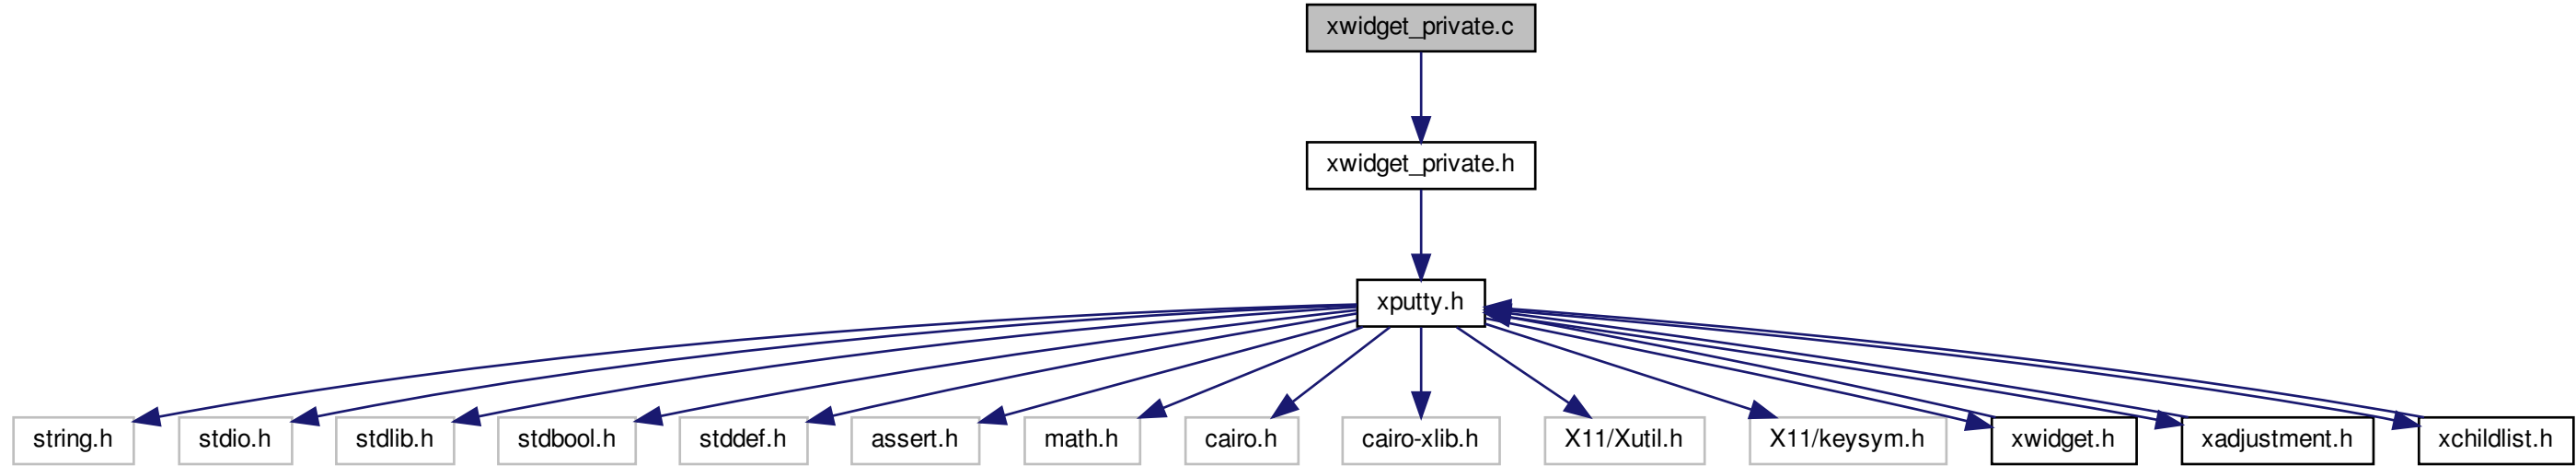 xwidget_private.c
xwidget_private.h
xputty.h
string.h
stdio.h
stdlib.h
stdbool.h
stddef.h
assert.h
math.h
cairo.h
cairo-xlib.h
X11/Xutil.h
X11/keysym.h
xwidget.h
xadjustment.h
xchildlist.h